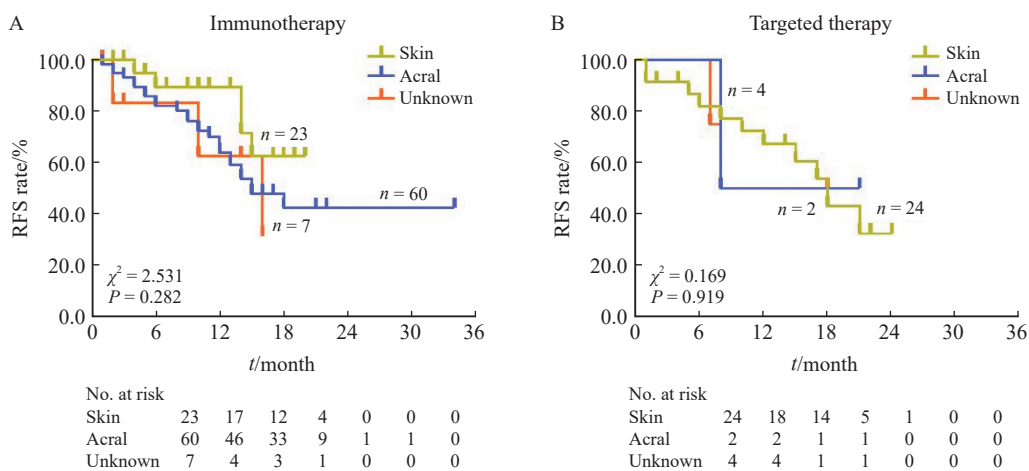 A Immunotherapy
Skin
Acral
Unknown
100.0
80.0
60.0
40.0
20.0
0.0
RFS rate/%
n = 23
n = 60
n = 7
χ² = 2.531
P = 0.282
0 6 12 18 24 30 36
t/month
No. at risk
Skin 23 17 12 4 0 0 0
Acral 60 46 33 9 1 1 0
Unknown 7 4 3 1 0 0 0
B Targeted therapy
Skin
Acral
Unknown
100.0
80.0
60.0
40.0
20.0
0.0
RFS rate/%
n = 4
n = 2
n = 24
χ² = 0.169
P = 0.919
0 6 12 18 24 30 36
t/month
No. at risk
Skin 24 18 14 5 1 0 0
Acral 2 2 1 1 0 0 0
Unknown 4 4 1 1 0 0 0